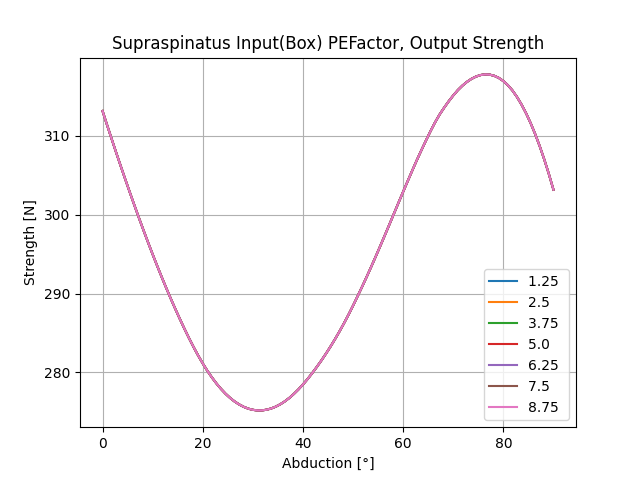 Supraspinatus Input(Box) PEFactor, Output Strength
Strength [N]
310
300
290
280
0 20 40 60 80
Abduction [°]
1.25
2.5
3.75
5.0
6.25
7.5
8.75